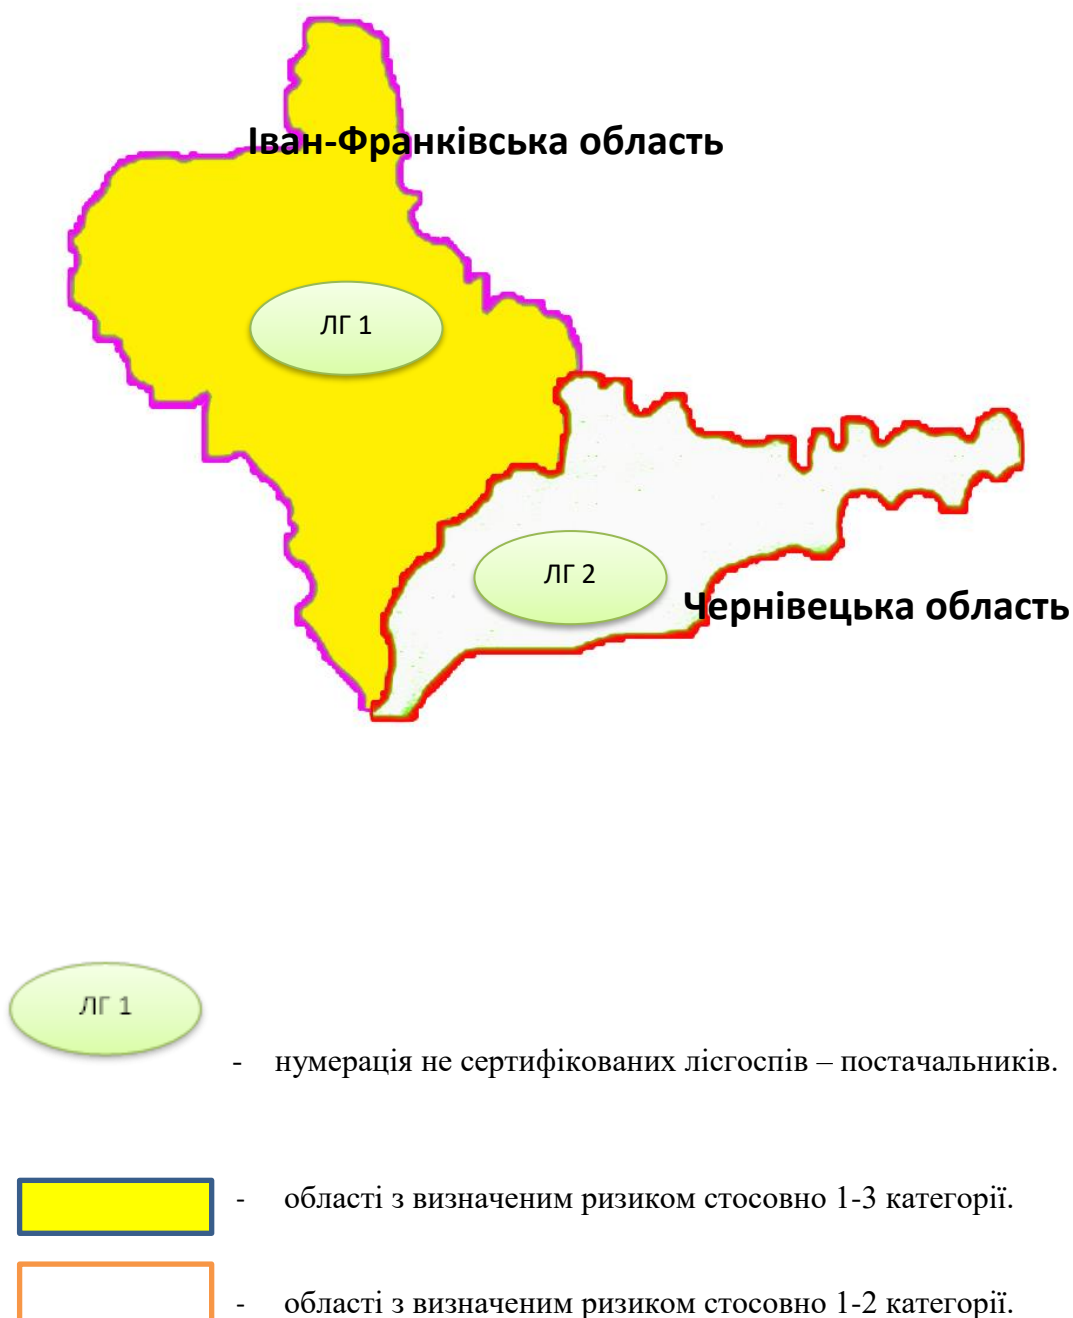 Іван-Франківська область
ЛГ 1
ЛГ 2
Чернівецька область
ЛГ 1
- нумерація не сертифікованих лісгоспів – постачальників.
- області з визначеним ризиком стосовно 1-3 категорії.
- області з визначеним ризиком стосовно 1-2 категорії.